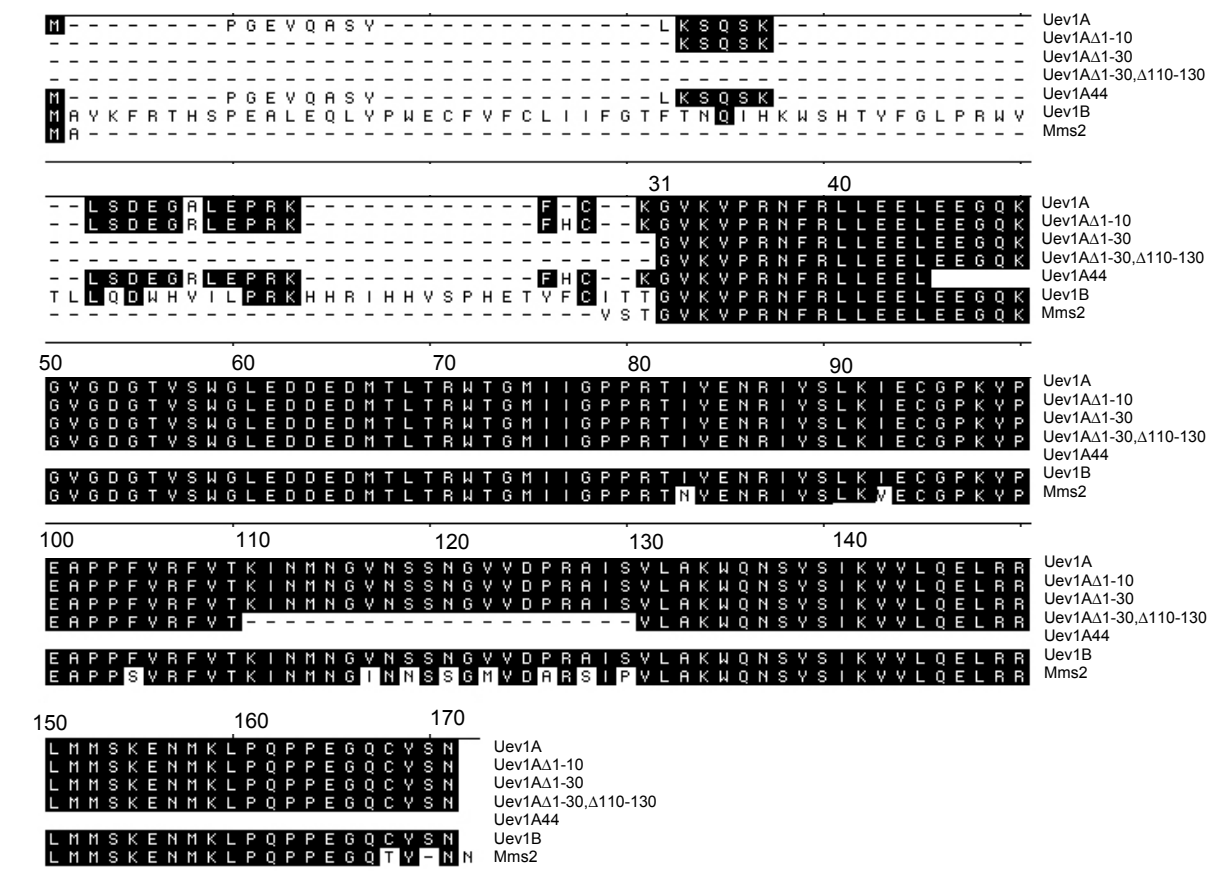 M - - - - - - - - P G E V Q A S Y - - - - - - - - - - - - - - L K S Q S K - - - - - - - - - - - - - Uev1A
- - - - - - - - - - - - - - - - - - - - - - - - - - - - - - - - K S Q S K - - - - - - - - - - - - - Uev1AΔ1-10
- - - - - - - - - - - - - - - - - - - - - - - - - - - - - - - - - - - - - - - - - - - - - - - - - - Uev1AΔ1-30
- - - - - - - - - - - - - - - - - - - - - - - - - - - - - - - - - - - - - - - - - - - - - - - - - - Uev1AΔ1-30,Δ110-130
M - - - - - - - - P G E V Q A S Y - - - - - - - - - - - - - - L K S Q S K - - - - - - - - - - - - - Uev1A44
M A Y K F R T H S P E A L E Q L Y P W E C F V F C L I I F G T F T N Q I H K W S H T Y F G L P R W V Uev1B
M A - - - - - - - - - - - - - - - - - - - - - - - - - - - - - - - - - - - - - - - - - - - - - - - - Mms2
31 40
- - L S D E G A L E P R K - - - - - - - - - - - - F - C - - K G V K V P R N F R L L E E L E E G Q K Uev1A
- - L S D E G R L E P R K - - - - - - - - - - - - F H C - - K G V K V P R N F R L L E E L E E G Q K Uev1AΔ1-10
- - - - - - - - - - - - - - - - - - - - - - - - - - - - - - - G V K V P R N F R L L E E L E E G Q K Uev1AΔ1-30
- - - - - - - - - - - - - - - - - - - - - - - - - - - - - - - G V K V P R N F R L L E E L E E G Q K Uev1AΔ1-30,Δ110-130
- - L S D E G R L E P R K - - - - - - - - - - - - F H C - - K G V K V P R N F R L L E E L Uev1A44
T L L Q D W H V I L P R K H H R I H H V S P H E T Y F C I T T G V K V P R N F R L L E E L E E G Q K Uev1B
- - - - - - - - - - - - - - - - - - - - - - - - - - - - V S T G V K V P R N F R L L E E L E E G Q K Mms2
50 60 70 80 90
G V G D G T V S W G L E D D E D M T L T R W T G M I I G P P R T I Y E N R I Y S L K I E C G P K Y P Uev1A
G V G D G T V S W G L E D D E D M T L T R W T G M I I G P P R T I Y E N R I Y S L K I E C G P K Y P Uev1AΔ1-10
G V G D G T V S W G L E D D E D M T L T R W T G M I I G P P R T I Y E N R I Y S L K I E C G P K Y P Uev1AΔ1-30
G V G D G T V S W G L E D D E D M T L T R W T G M I I G P P R T I Y E N R I Y S L K I E C G P K Y P Uev1AΔ1-30,Δ110-130
Uev1A44
G V G D G T V S W G L E D D E D M T L T R W T G M I I G P P R T I Y E N R I Y S L K I E C G P K Y P Uev1B
G V G D G T V S W G L E D D E D M T L T R W T G M I I G P P R T N Y E N R I Y S L K V E C G P K Y P Mms2
100 110 120 130 140
E A P P F V R F V T K I N M N G V N S S N G V V D P R A I S V L A K W Q N S Y S I K V V L Q E L R R Uev1A
E A P P F V R F V T K I N M N G V N S S N G V V D P R A I S V L A K W Q N S Y S I K V V L Q E L R R Uev1AΔ1-10
E A P P F V R F V T K I N M N G V N S S N G V V D P R A I S V L A K W Q N S Y S I K V V L Q E L R R Uev1AΔ1-30
E A P P F V R F V T - - - - - - - - - - - - - - - - - - - - V L A K W Q N S Y S I K V V L Q E L R R Uev1AΔ1-30,Δ110-130
Uev1A44
E A P P F V R F V T K I N M N G V N S S N G V V D P R A I S V L A K W Q N S Y S I K V V L Q E L R R Uev1B
E A P P S V R F V T K I N M N G I N N S S G M V D A R S I P V L A K W Q N S Y S I K V V L Q E L R R Mms2
150 160 170
L M M S K E N M K L P Q P P E G Q C Y S N Uev1A
L M M S K E N M K L P Q P P E G Q C Y S N Uev1AΔ1-10
L M M S K E N M K L P Q P P E G Q C Y S N Uev1AΔ1-30
L M M S K E N M K L P Q P P E G Q C Y S N Uev1AΔ1-30,Δ110-130
Uev1A44
L M M S K E N M K L P Q P P E G Q C Y S N Uev1B
L M M S K E N M K L P Q P P E G Q T Y - N N Mms2